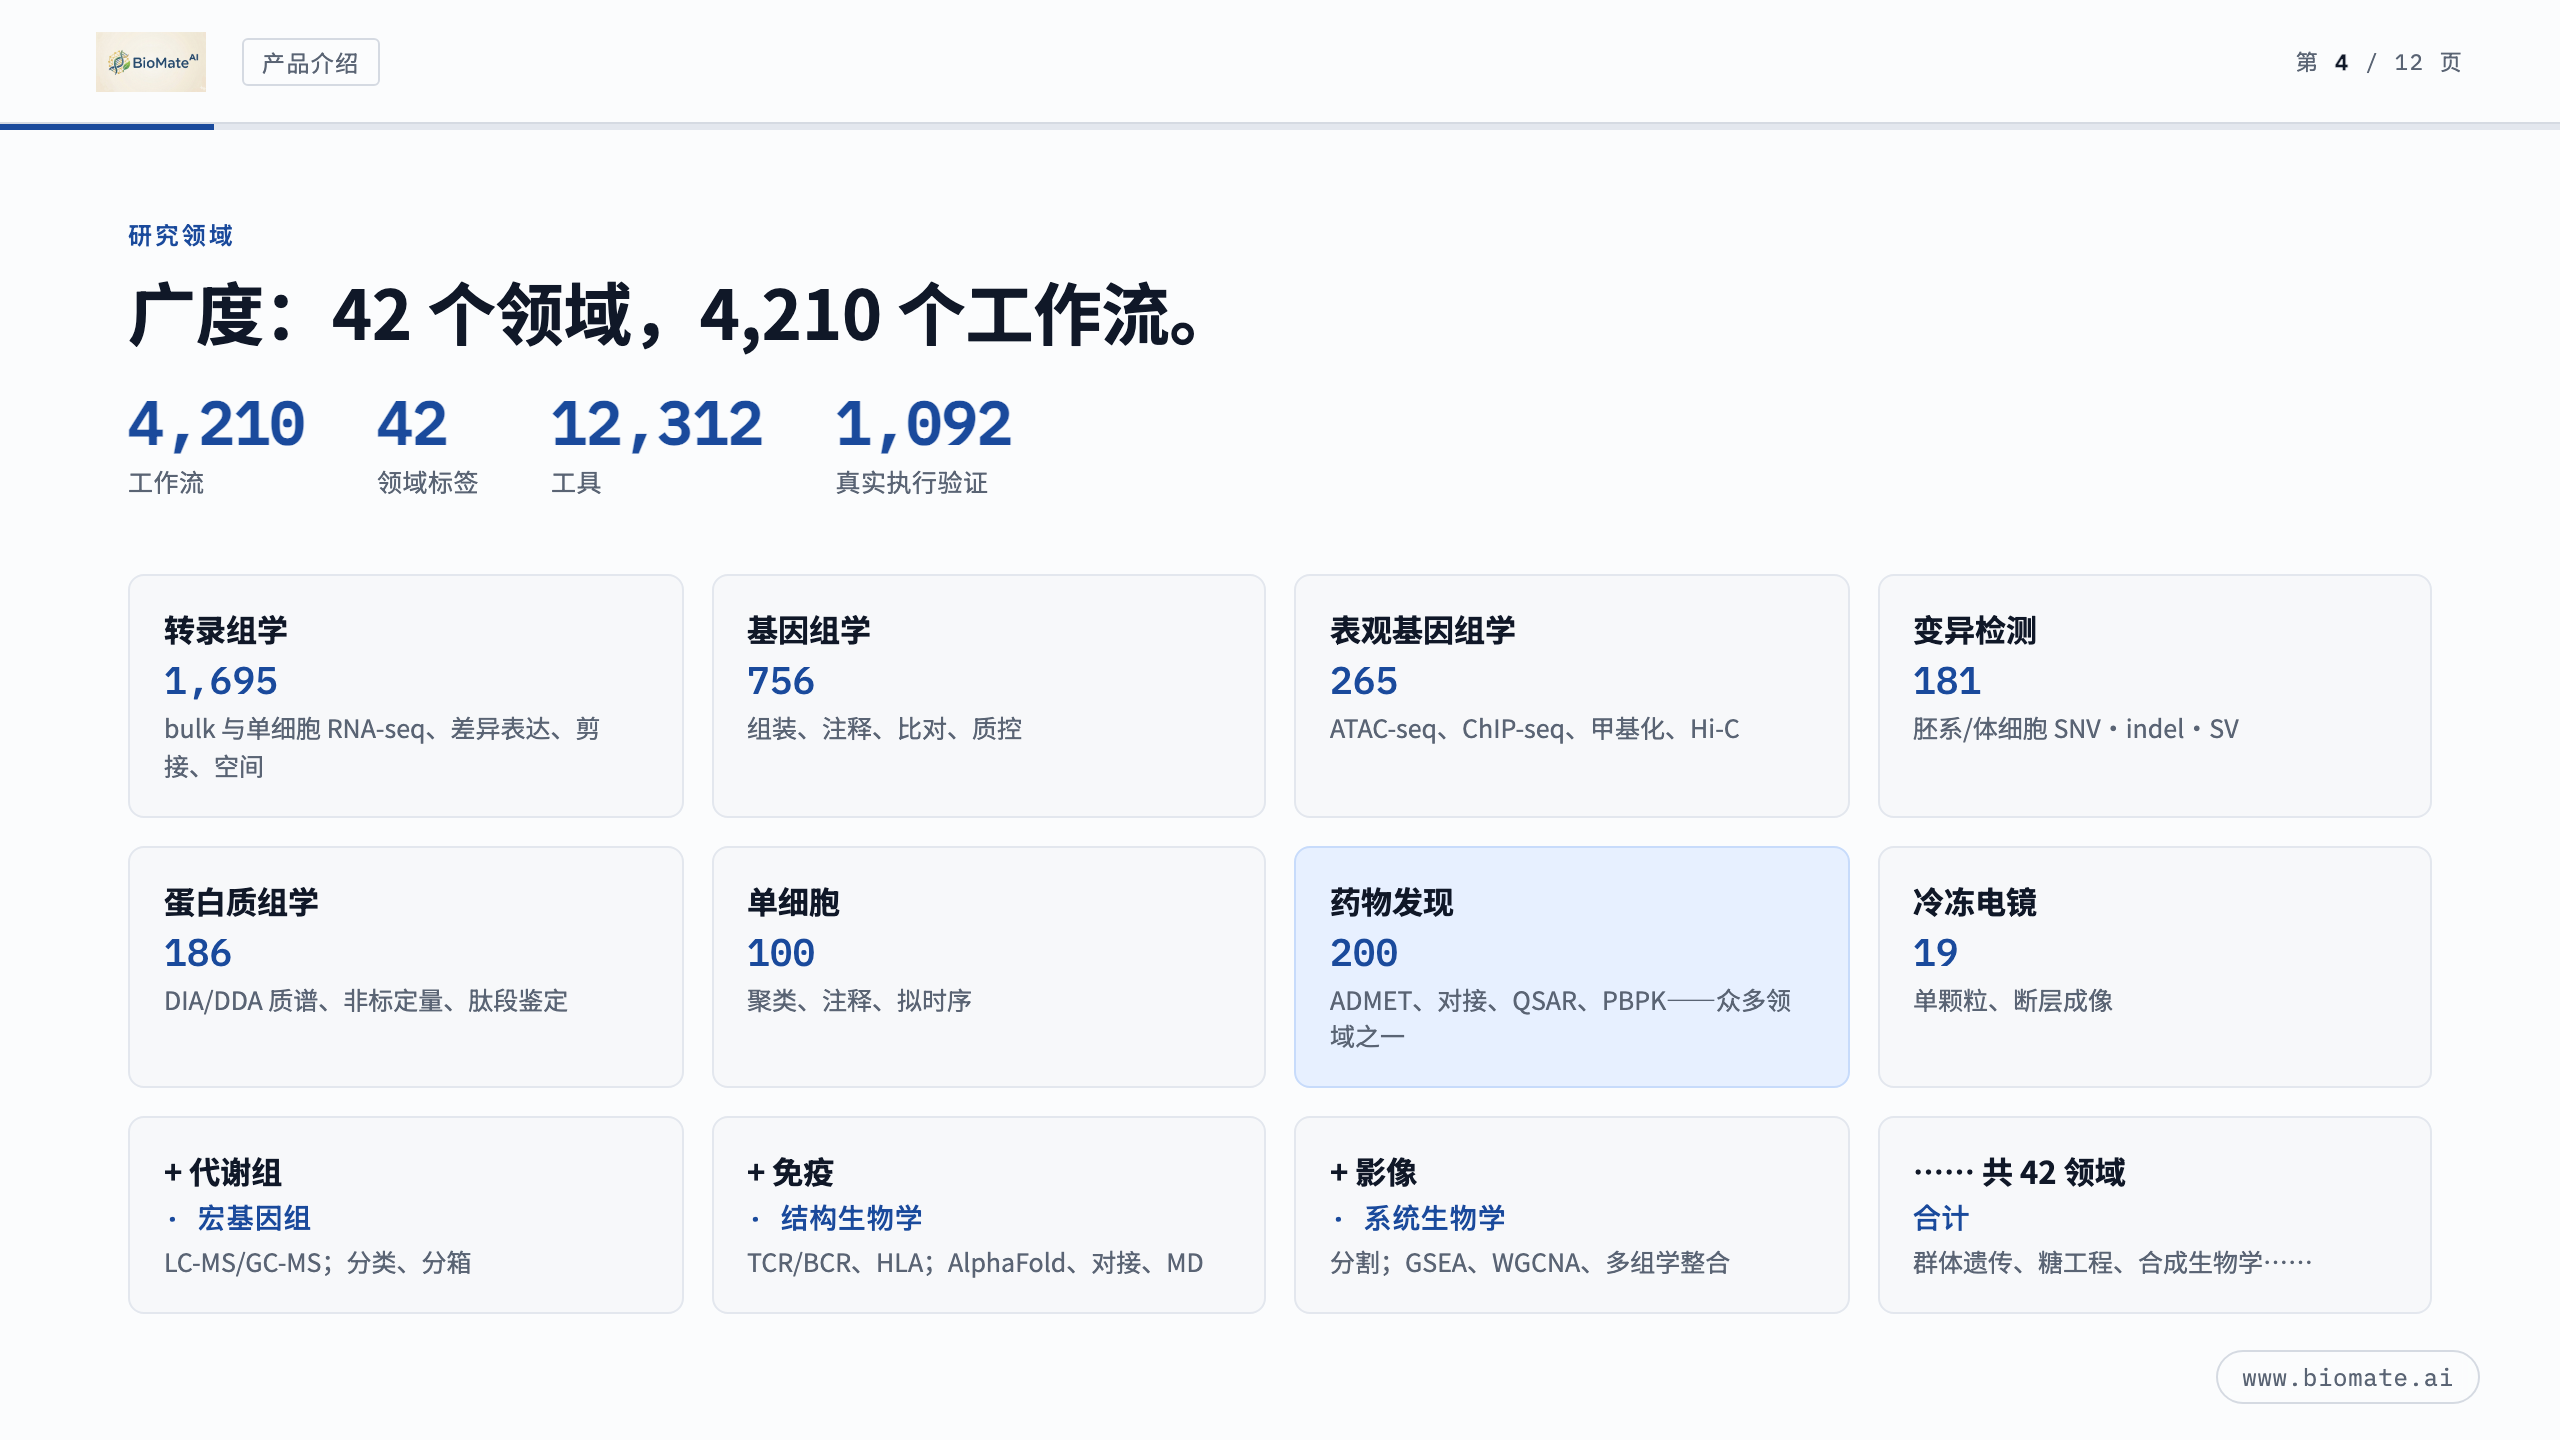 BioMate AI
产品介绍
第 4 / 12 页
研究领域
广度：42 个领域，4,210 个工作流。
4,210
工作流
42
领域标签
12,312
工具
1,092
真实执行验证
转录组学
1,695
bulk 与单细胞 RNA-seq、差异表达、剪
接、空间
基因组学
756
组装、注释、比对、质控
表观基因组学
265
ATAC-seq、ChIP-seq、甲基化、Hi-C
变异检测
181
胚系/体细胞 SNV・indel・SV
蛋白质组学
186
DIA/DDA 质谱、非标定量、肽段鉴定
单细胞
100
聚类、注释、拟时序
药物发现
200
ADMET、对接、QSAR、PBPK——众多领
域之一
冷冻电镜
19
单颗粒、断层成像
+ 代谢组
· 宏基因组
LC-MS/GC-MS；分类、分箱
+ 免疫
· 结构生物学
TCR/BCR、HLA；AlphaFold、对接、MD
+ 影像
· 系统生物学
分割；GSEA、WGCNA、多组学整合
…… 共 42 领域
合计
群体遗传、糖工程、合成生物学……
www.biomate.ai